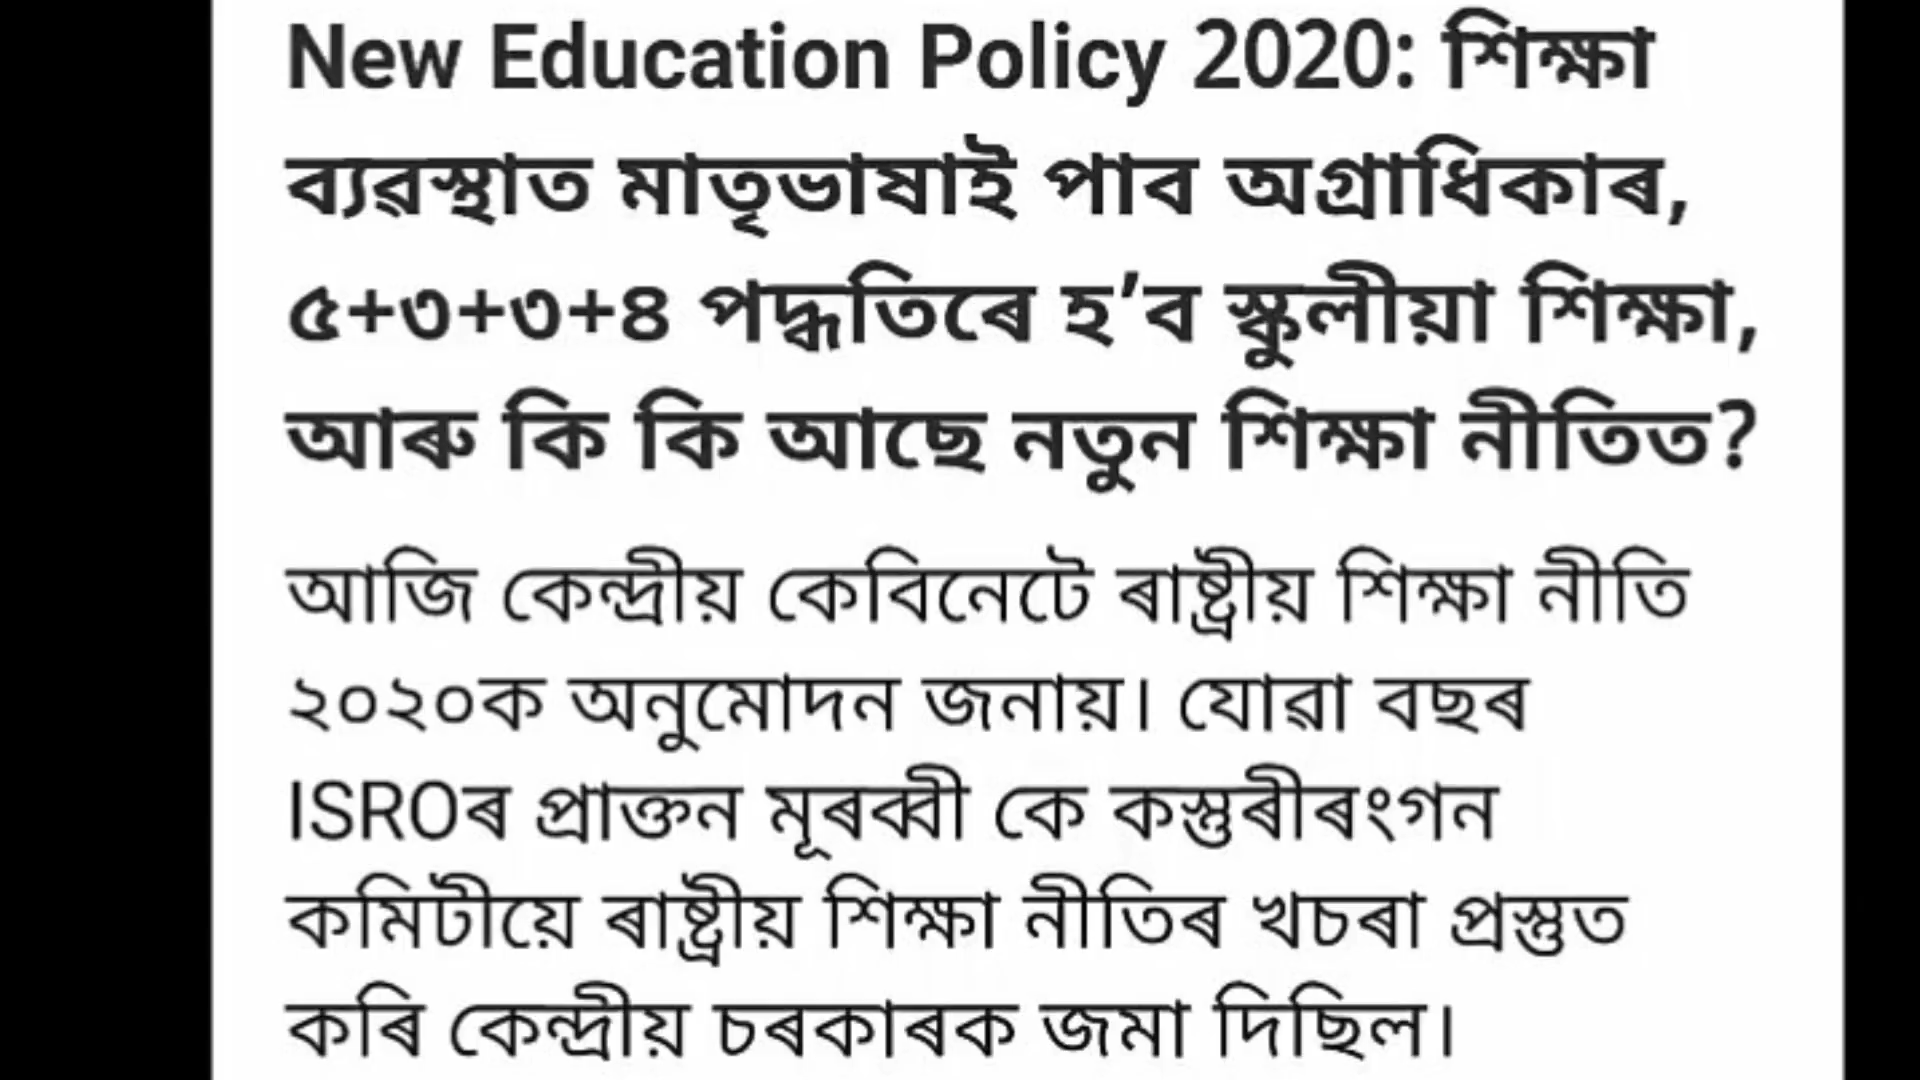 New Education Policy 2020: শিক্ষা
ব্যৱস্থাত মাতৃভাষাই পাব অগ্ৰাধিকাৰ,
৫+৩+৩+৪ পদ্ধতিৰে হ’ব স্কুলীয়া শিক্ষা,
আৰু কি কি আছে নতুন শিক্ষা নীতিত?
আজি কেন্দ্ৰীয় কেবিনেটে ৰাষ্ট্ৰীয় শিক্ষা নীতি
২০২০ক অনুমোদন জনায়। যোৱা বছৰ
ISROৰ প্ৰাক্তন মূৰব্বী কে কস্তুৰীৰংগন
কমিটীয়ে ৰাষ্ট্ৰীয় শিক্ষা নীতিৰ খচৰা প্ৰস্তুত
কৰি কেন্দ্ৰীয় চৰকাৰক জমা দিছিল।